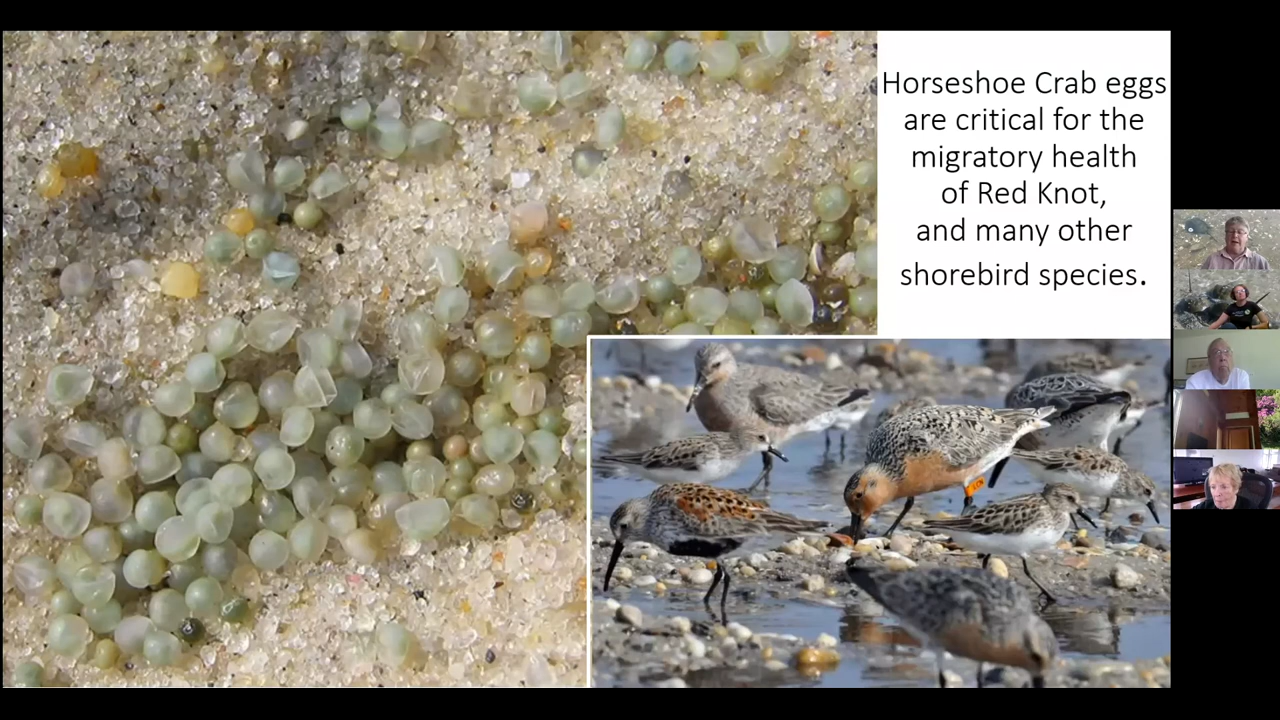 Horseshoe Crab eggs
are critical for the
migratory health
of Red Knot,
and many other
shorebird species.